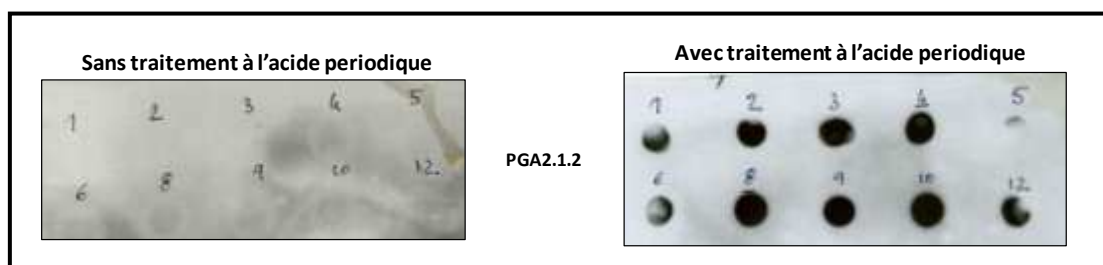 Sans traitement à l'acide periodique
1 2 3 4 5
6 8 9 10 12
PGA2.1.2
Avec traitement à l'acide periodique
1 2 3 4 5
6 8 9 10 12